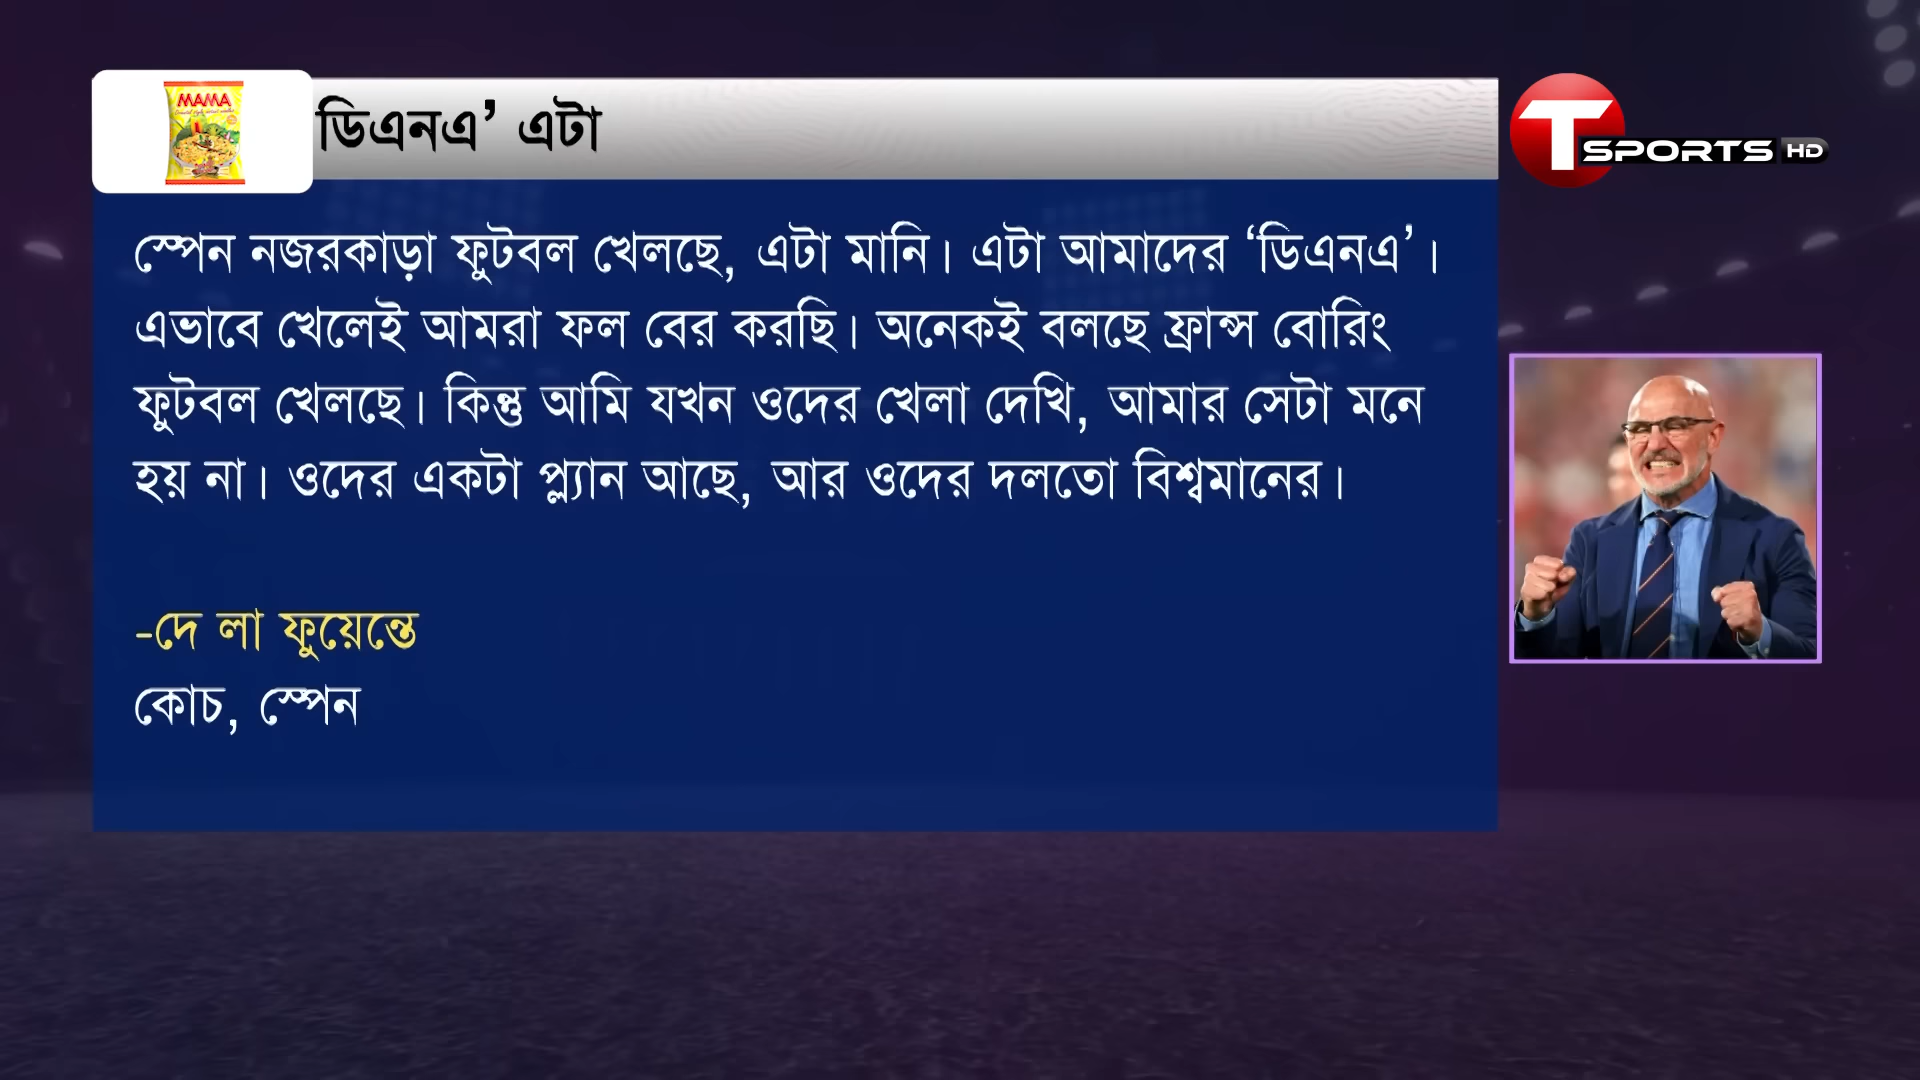 MAMA
ডিএনএ’ এটা
T SPORTS HD
স্পেন নজরকাড়া ফুটবল খেলছে, এটা মানি। এটা আমাদের ‘ডিএনএ’।
এভাবে খেলেই আমরা ফল বের করছি। অনেকই বলছে ফ্রান্স বোরিং
ফুটবল খেলছে। কিন্তু আমি যখন ওদের খেলা দেখি, আমার সেটা মনে
হয় না। ওদের একটা প্ল্যান আছে, আর ওদের দলতো বিশ্বমানের।
-দে লা ফুয়েন্তে
কোচ, স্পেন